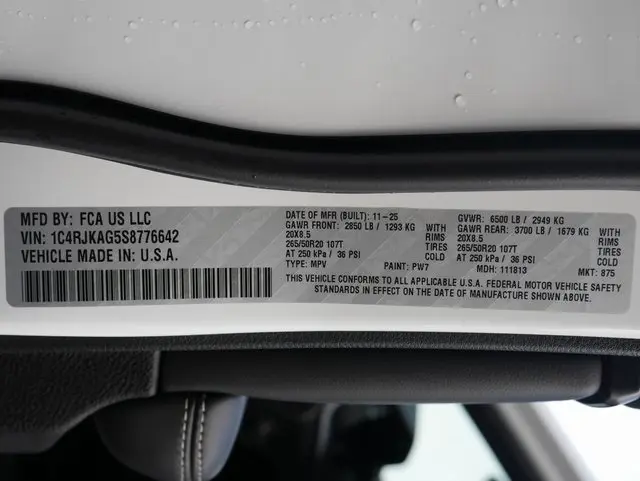 MFD BY: FCA US LLC
VIN: 1C4RJKAG5S8776642
VEHICLE MADE IN: U.S.A.
DATE OF MFR (BUILT): 11-25
GVWR: 6500 LB / 2949 KG
GAWR FRONT: 2850 LB / 1293 KG WITH
GAWR REAR: 3700 LB / 1679 KG WITH
20X8.5 RIMS
20X8.5 RIMS
265/50R20 107T TIRES
265/50R20 107T TIRES
AT 250 kPa / 36 PSI COLD
AT 250 kPa / 36 PSI COLD
TYPE: MPV PAINT: PW7 MDH: 111813 MKT: 875
THIS VEHICLE CONFORMS TO ALL APPLICABLE U.S.A. FEDERAL MOTOR VEHICLE SAFETY
STANDARDS IN EFFECT ON THE DATE OF MANUFACTURE SHOWN ABOVE.